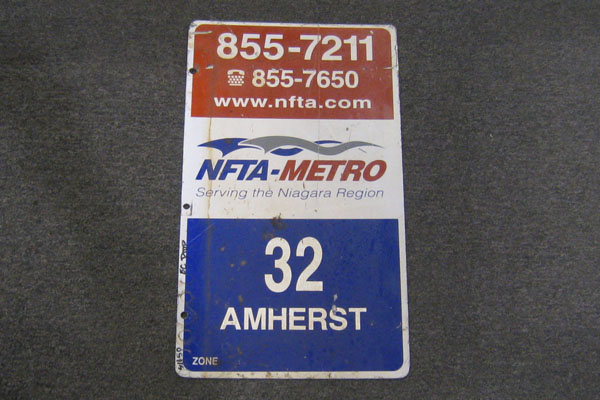 855-7211
☎ 855-7650
www.nfta.com
NFTA-METRO
Serving the Niagara Region
32
AMHERST
ZONE